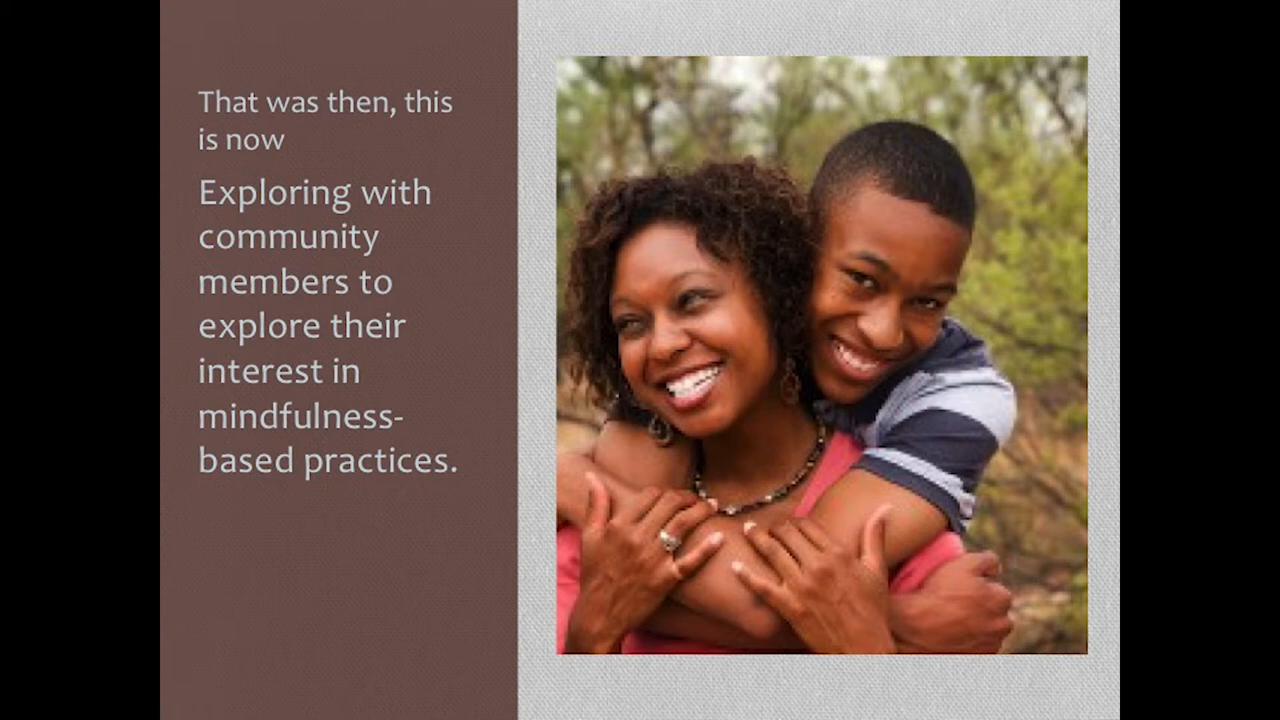 That was then, this
is now
Exploring with
community
members to
explore their
interest in
mindfulness-
based practices.